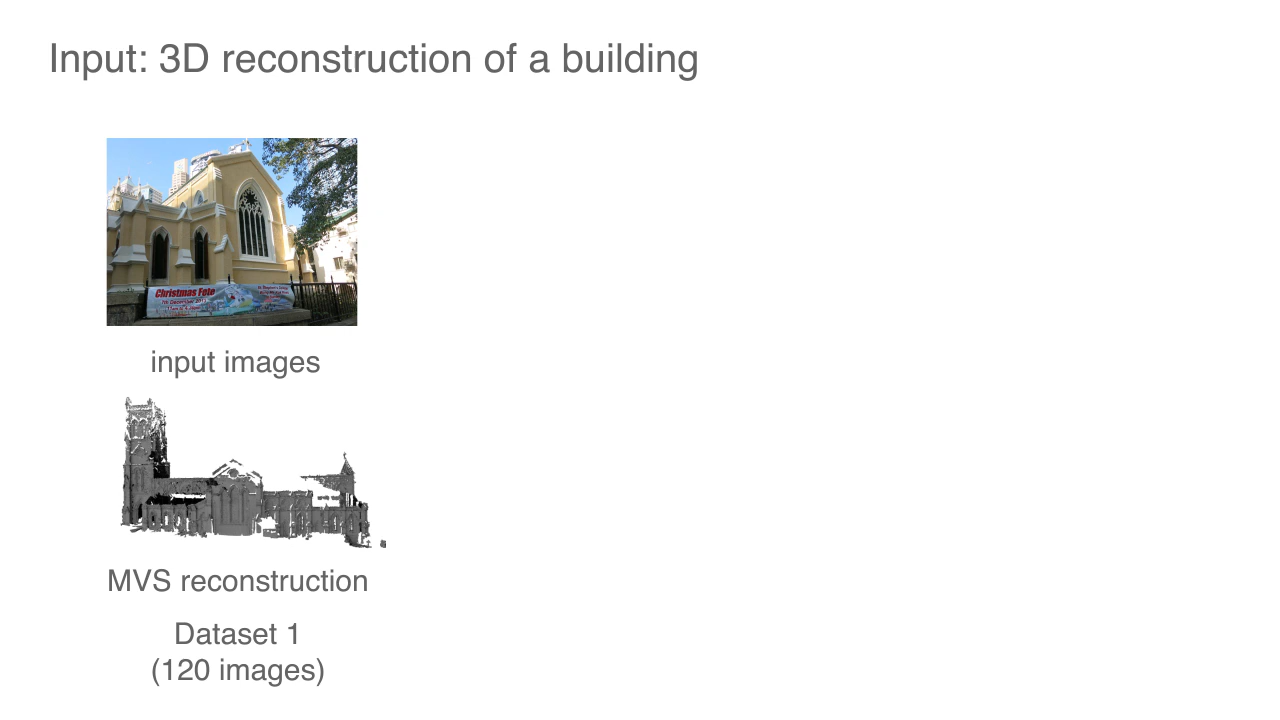 Input: 3D reconstruction of a building
Christmas Fete
input images
MVS reconstruction
Dataset 1
(120 images)